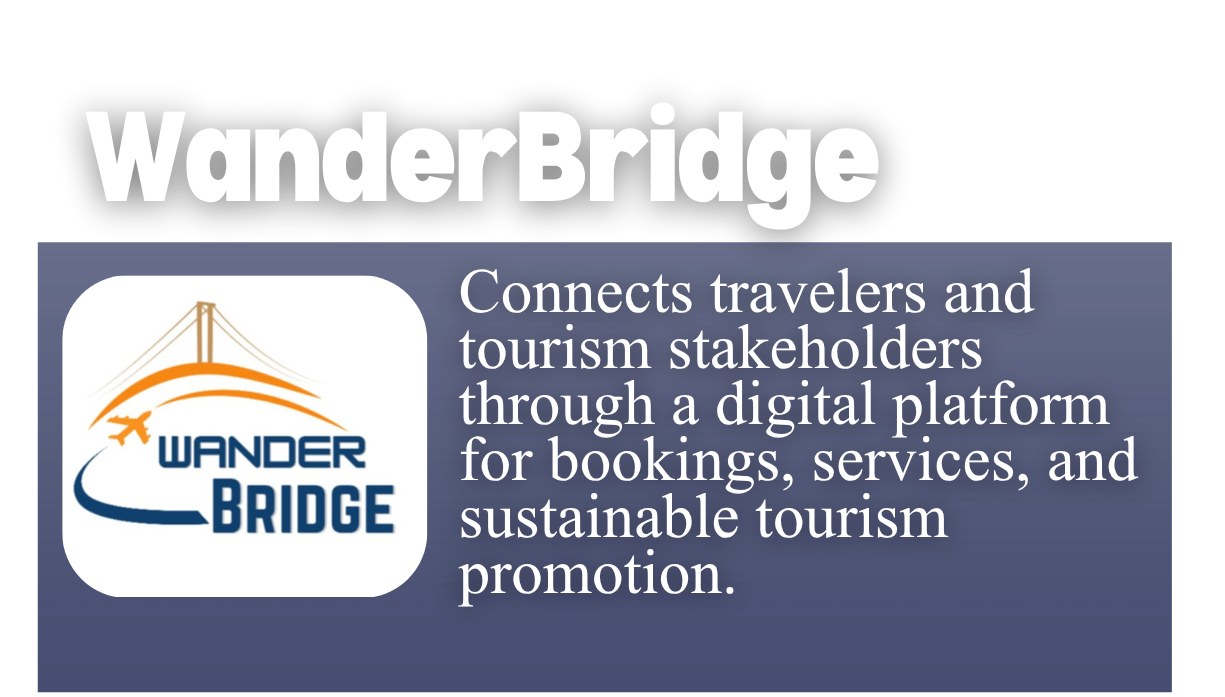 WanderBridge
WANDER
BRIDGE
Connects travelers and
tourism stakeholders
through a digital platform
for bookings, services, and
sustainable tourism
promotion.